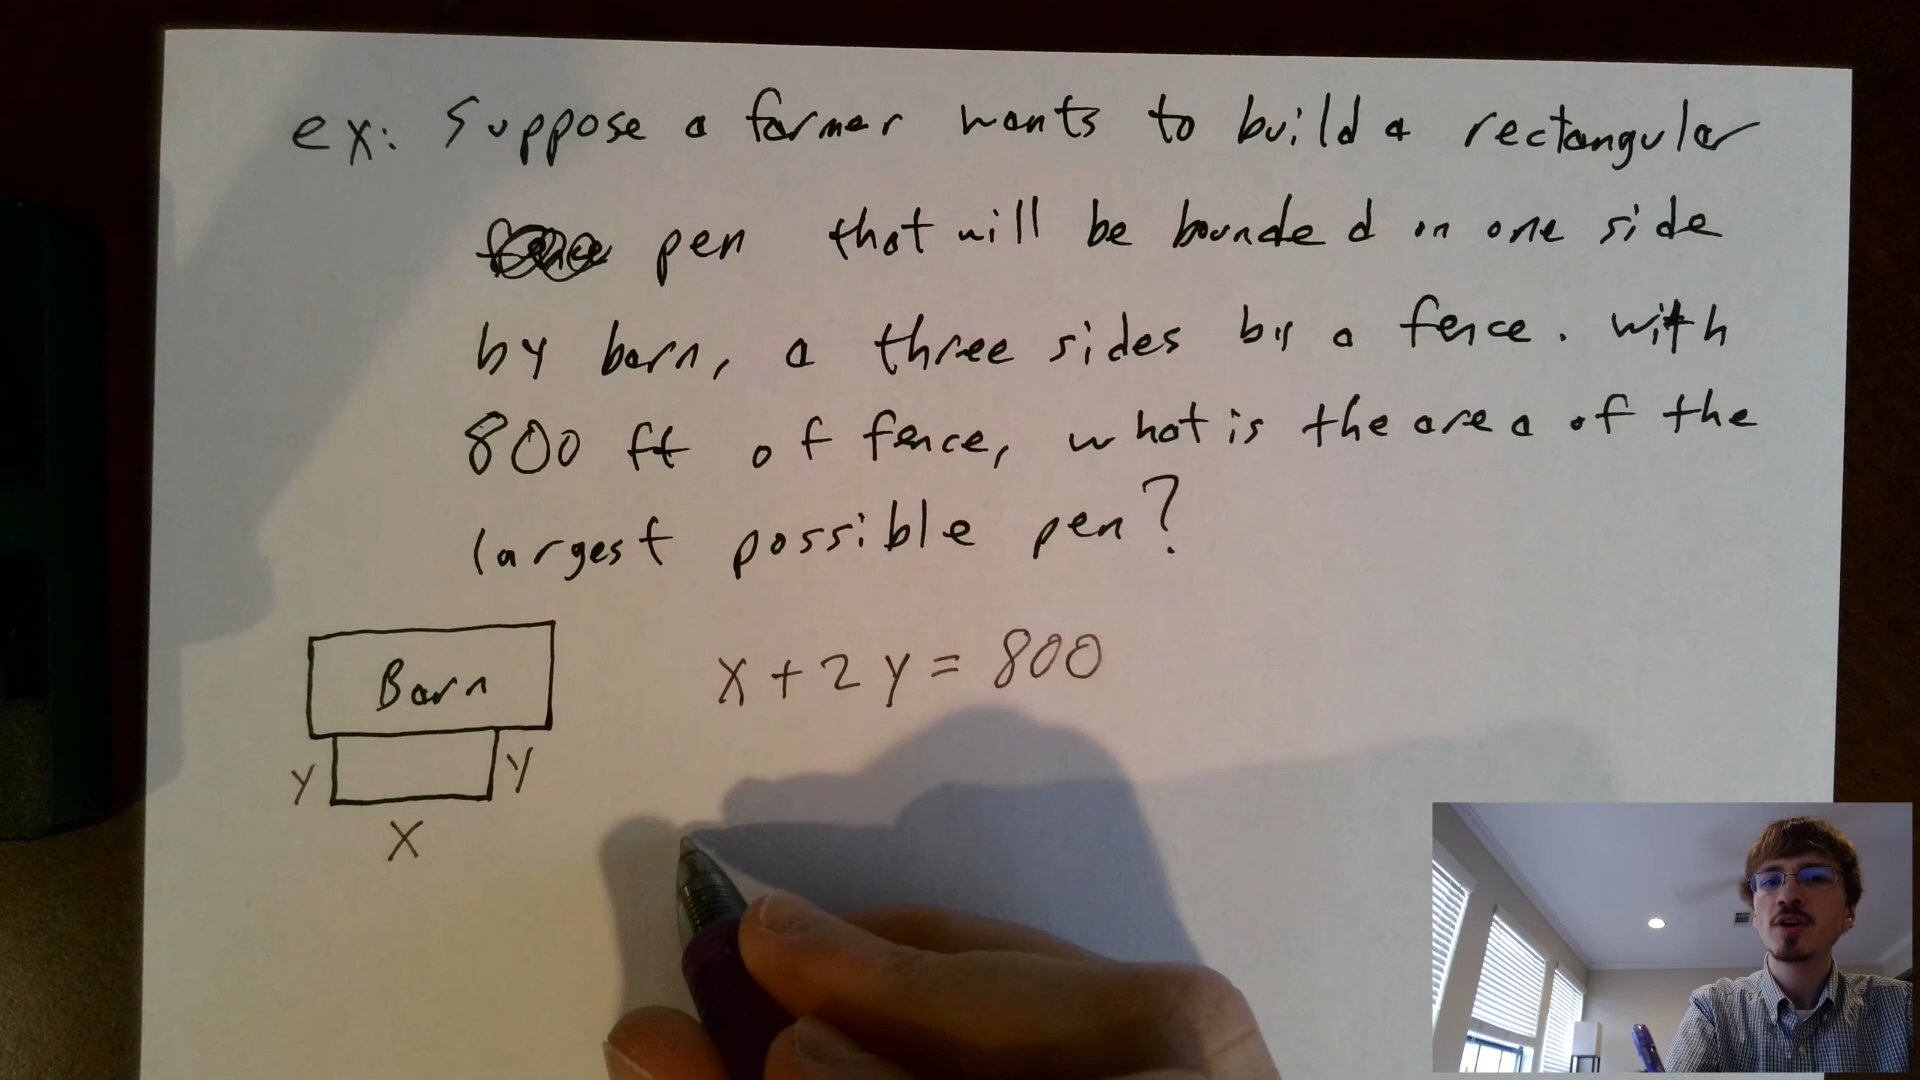 ex: Suppose a farmer wants to build a rectangular
pen that will be bounded on one side
by barn, a three sides by a fence. with
800 ft of fence, what is the area of the
largest possible pen?
Barn
x + 2y = 800
y
y
x